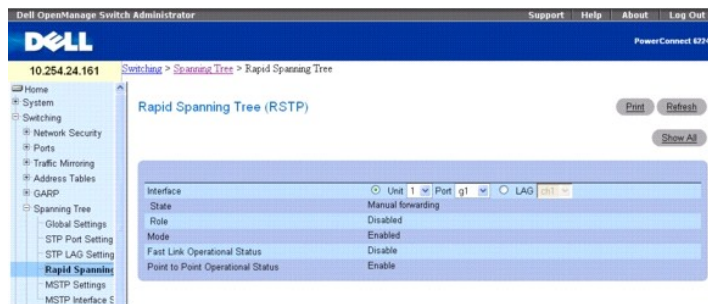 Dell OpenManage Switch Administrator
Support Help About Log Out
DELL
PowerConnect 6224
10.254.24.161
Switching > Spanning Tree > Rapid Spanning Tree
Home
System
Switching
Network Security
Ports
Traffic Mirroring
Address Tables
GARP
Spanning Tree
Global Settings
STP Port Setting
STP LAG Setting
Rapid Spanning
MSTP Settings
MSTP Interface S
Rapid Spanning Tree (RSTP)
Print Refresh
Show All
Interface Unit 1 Port g1 LAG ch1
State Manual forwarding
Role Disabled
Mode Enabled
Fast Link Operational Status Disable
Point to Point Operational Status Enable